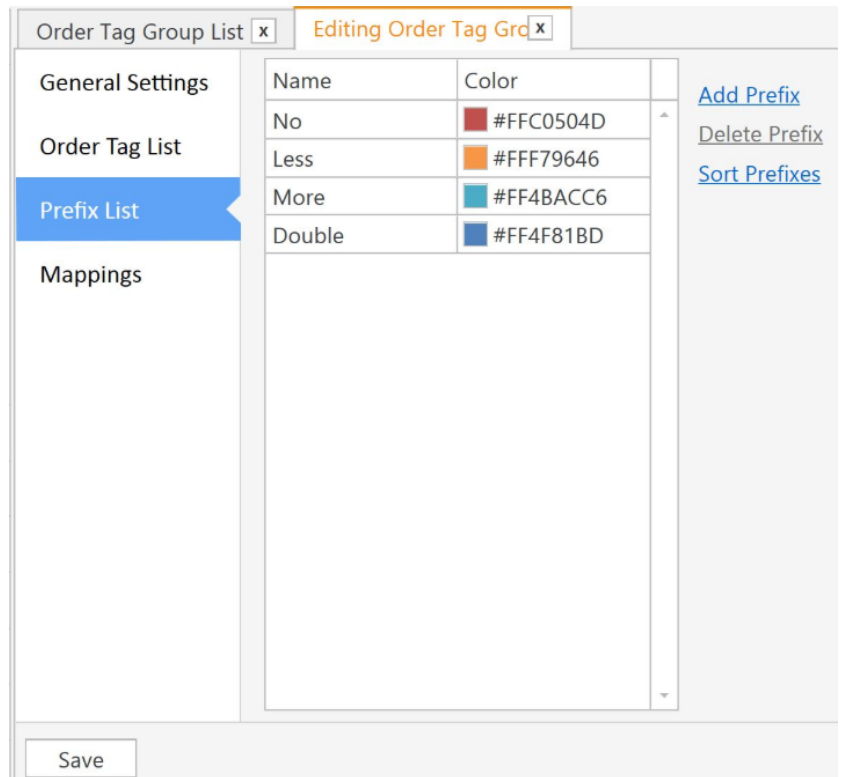 Order Tag Group List x Editing Order Tag Gro x
General Settings
Order Tag List
Prefix List
Mappings
Name Color
No #FFC0504D
Less #FFF79646
More #FF4BACC6
Double #FF4F81BD
Add Prefix
Delete Prefix
Sort Prefixes
Save